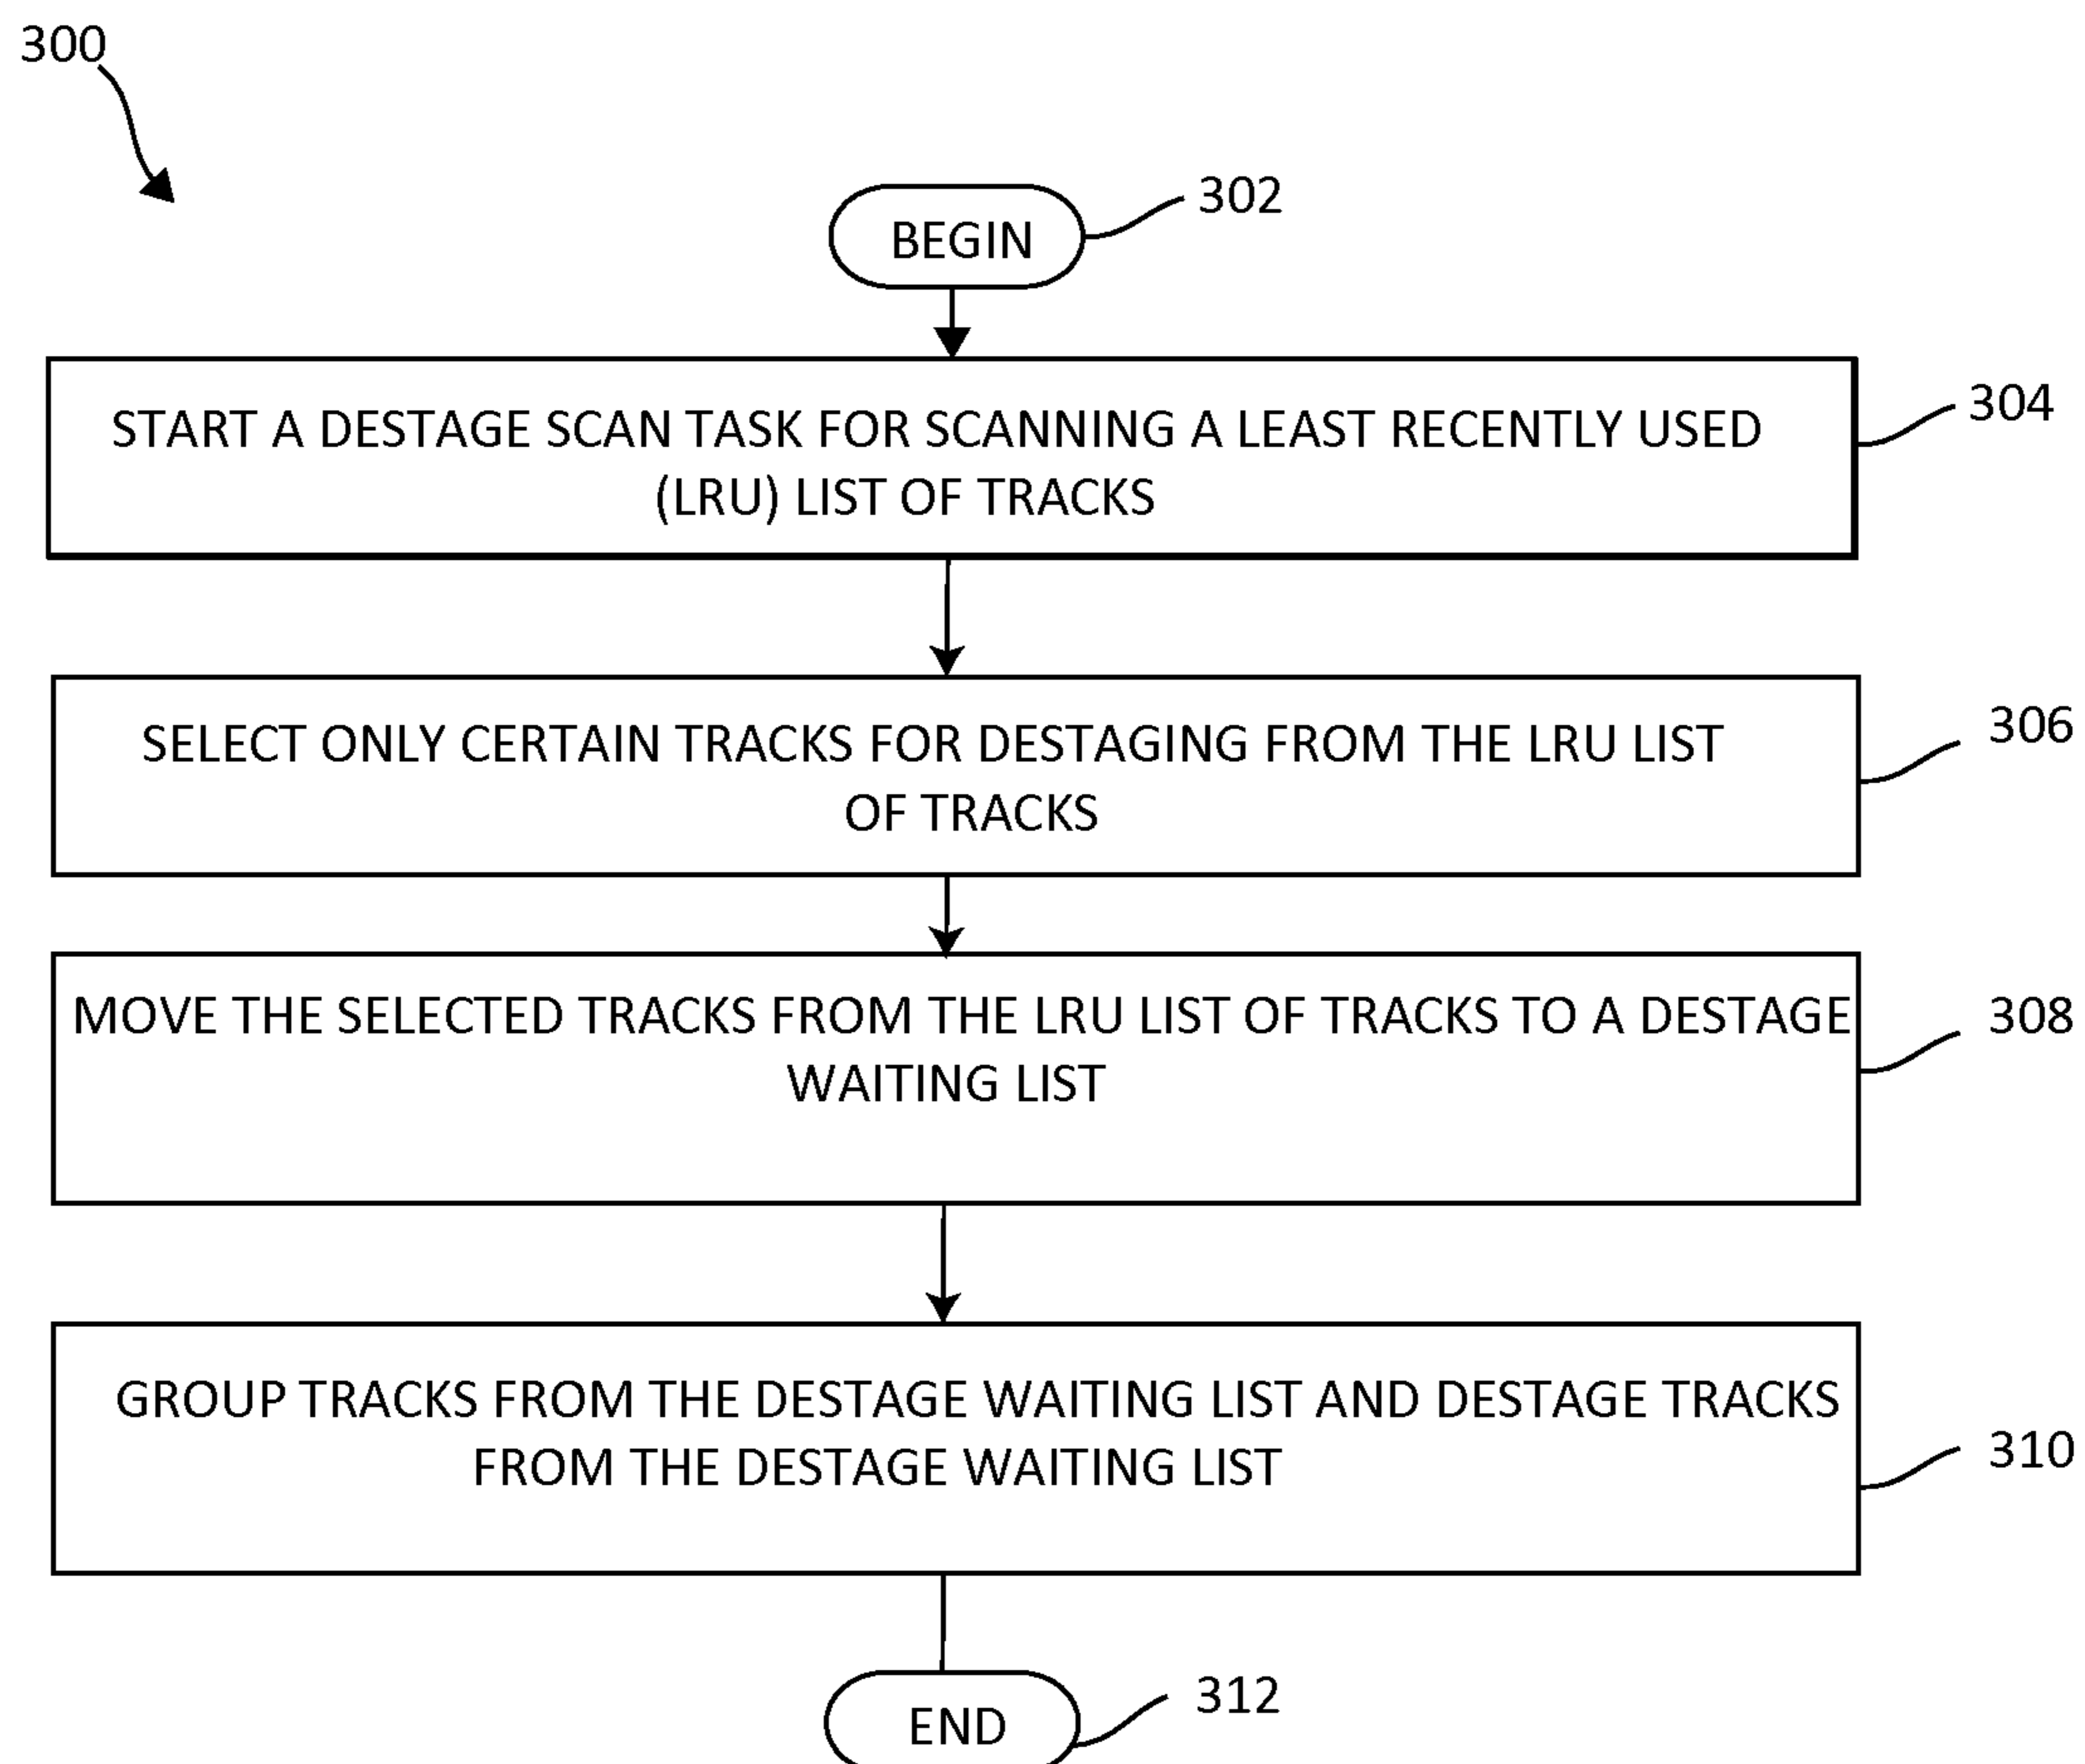 300
BEGIN
302
START A DESTAGE SCAN TASK FOR SCANNING A LEAST RECENTLY USED
(LRU) LIST OF TRACKS
304
SELECT ONLY CERTAIN TRACKS FOR DESTAGING FROM THE LRU LIST
OF TRACKS
306
MOVE THE SELECTED TRACKS FROM THE LRU LIST OF TRACKS TO A DESTAGE
WAITING LIST
308
GROUP TRACKS FROM THE DESTAGE WAITING LIST AND DESTAGE TRACKS
FROM THE DESTAGE WAITING LIST
310
END
312